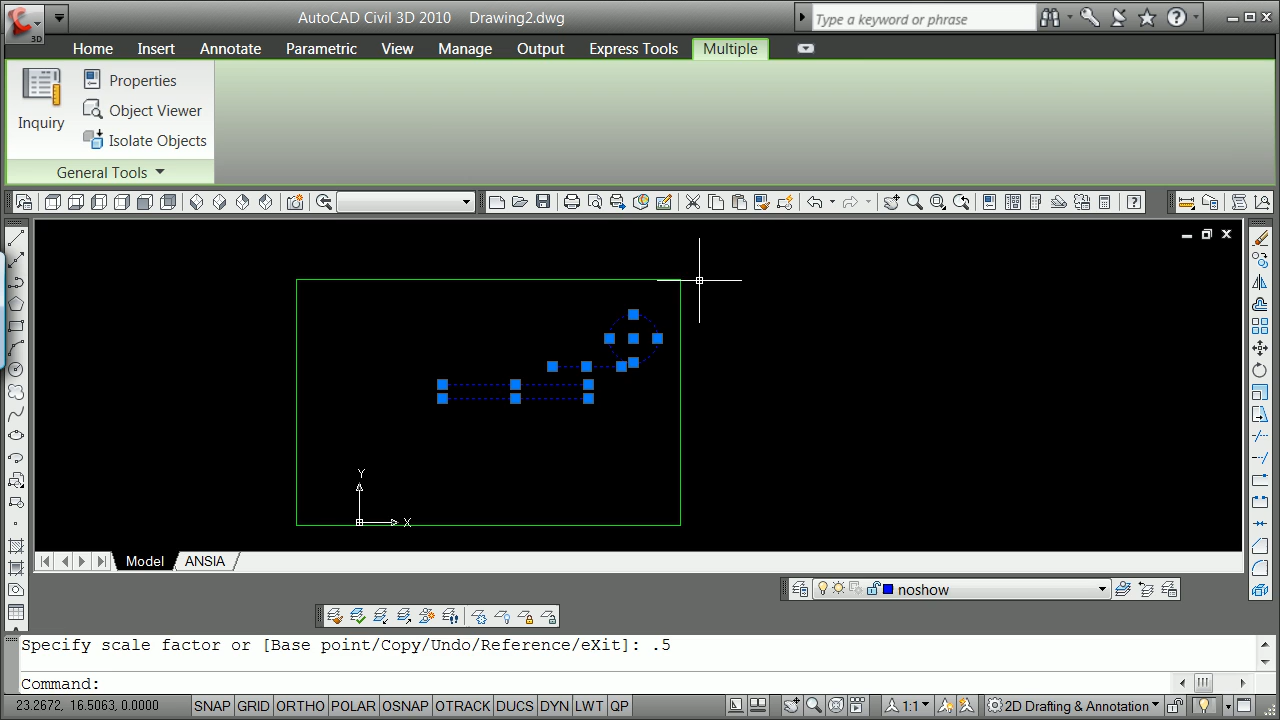 AutoCAD Civil 3D 2010 Drawing2.dwg
Type a keyword or phrase
3D
Home Insert Annotate Parametric View Manage Output Express Tools Multiple
Properties
Object Viewer
Inquiry
Isolate Objects
General Tools
Y
X
Model ANSIA
noshow
Specify scale factor or [Base point/Copy/Undo/Reference/eXit]: .5
Command:
23.2672, 16.5063, 0.0000 SNAP GRID ORTHO POLAR OSNAP OTRACK DUCS DYN LWT QP 1:1 2D Drafting & Annotation